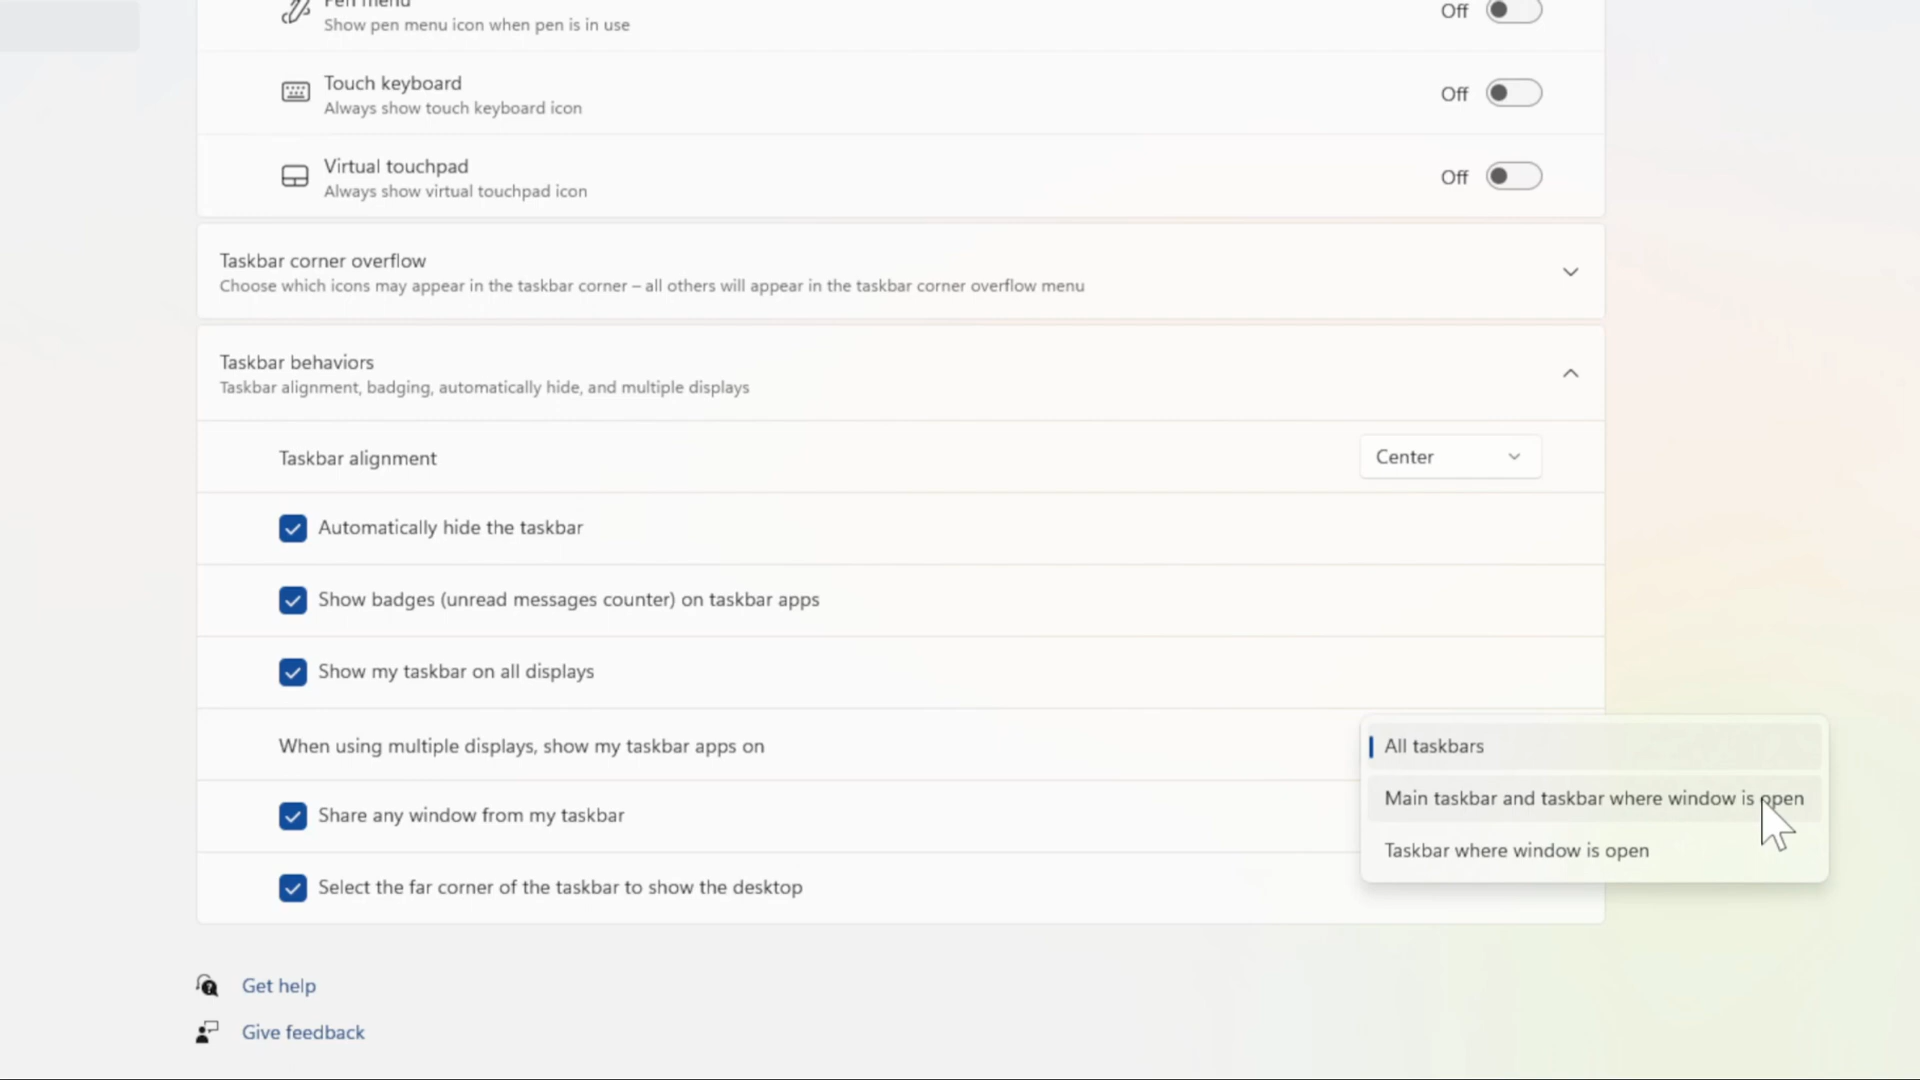 Pen menu
Show pen menu icon when pen is in use
Off
Touch keyboard
Always show touch keyboard icon
Off
Virtual touchpad
Always show virtual touchpad icon
Off
Taskbar corner overflow
Choose which icons may appear in the taskbar corner – all others will appear in the taskbar corner overflow menu
Taskbar behaviors
Taskbar alignment, badging, automatically hide, and multiple displays
Taskbar alignment
Center
Automatically hide the taskbar
Show badges (unread messages counter) on taskbar apps
Show my taskbar on all displays
When using multiple displays, show my taskbar apps on
All taskbars
Main taskbar and taskbar where window is open
Taskbar where window is open
Share any window from my taskbar
Select the far corner of the taskbar to show the desktop
Get help
Give feedback